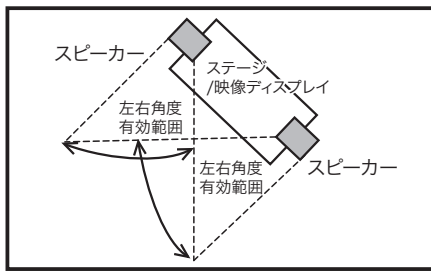 スピーカー
ステージ
/映像ディスプレイ
左右角度
有効範囲
左右角度
有効範囲
スピーカー